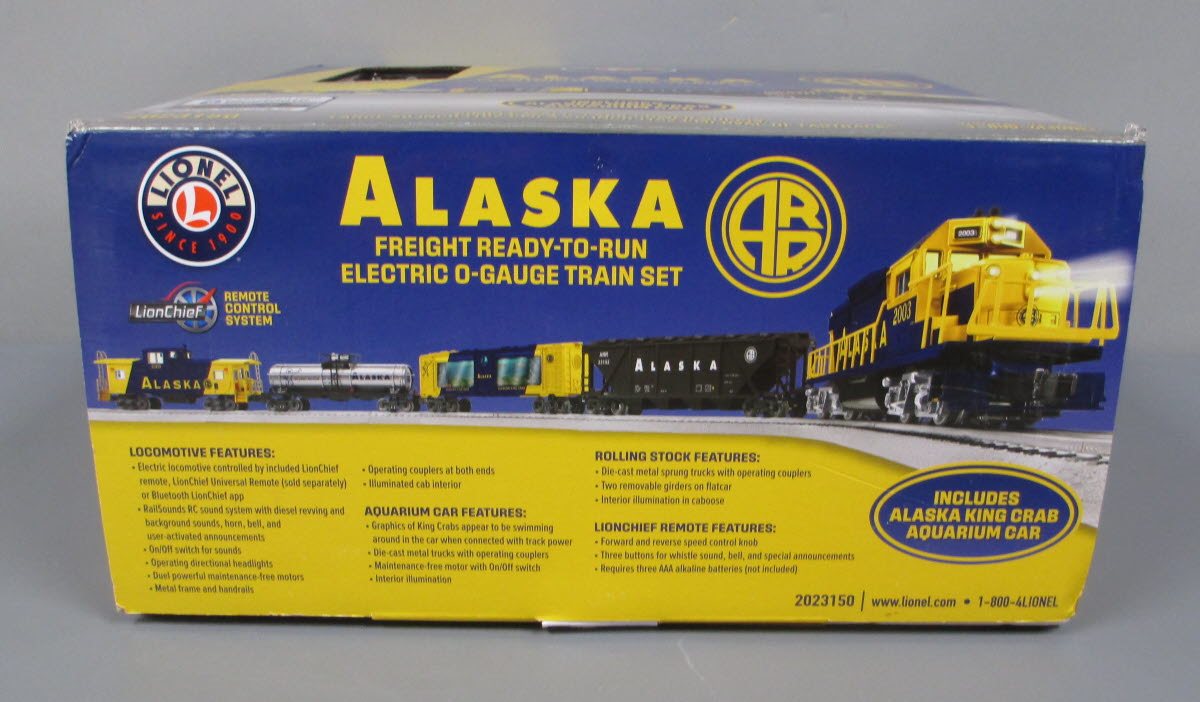 ALASKA
LIONEL
SINCE 1900
ALASKA
FREIGHT READY-TO-RUN
ELECTRIC O-GAUGE TRAIN SET
ARR
LionChief
REMOTE
CONTROL
SYSTEM
2003
2003
ALASKA
ALASKA
ALASKA
ALASKA
ALASKA
LOCOMOTIVE FEATURES:
• Electric locomotive controlled by included LionChief
remote, LionChief Universal Remote (sold separately)
or Bluetooth LionChief app
• RailSounds RC sound system with diesel revving and
background sounds, horn, bell, and
user-activated announcements
• On/Off switch for sounds
• Operating directional headlights
• Duel powerful maintenance-free motors
• Metal frame and handrails
• Operating couplers at both ends
• Illuminated cab interior
AQUARIUM CAR FEATURES:
• Graphics of King Crabs appear to be swimming
around in the car when connected with track power
• Die-cast metal trucks with operating couplers
• Maintenance-free motor with On/Off switch
• Interior illumination
ROLLING STOCK FEATURES:
• Die-cast metal sprung trucks with operating couplers
• Two removable girders on flatcar
• Interior illumination in caboose
LIONCHIEF REMOTE FEATURES:
• Forward and reverse speed control knob
• Three buttons for whistle sound, bell, and special announcements
• Requires three AAA alkaline batteries (not included)
INCLUDES
ALASKA KING CRAB
AQUARIUM CAR
2023150 | www.lionel.com • 1-800-4LIONEL